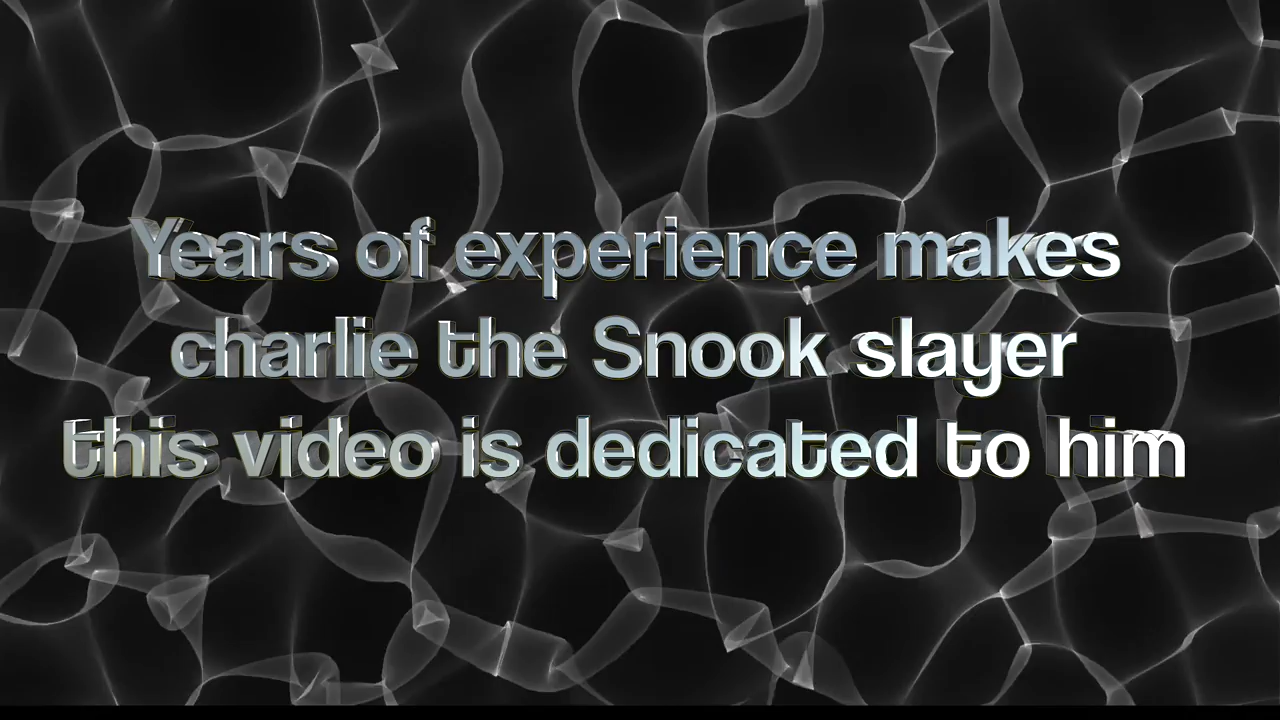 Years of experience makes
charlie the Snook slayer
this video is dedicated to him